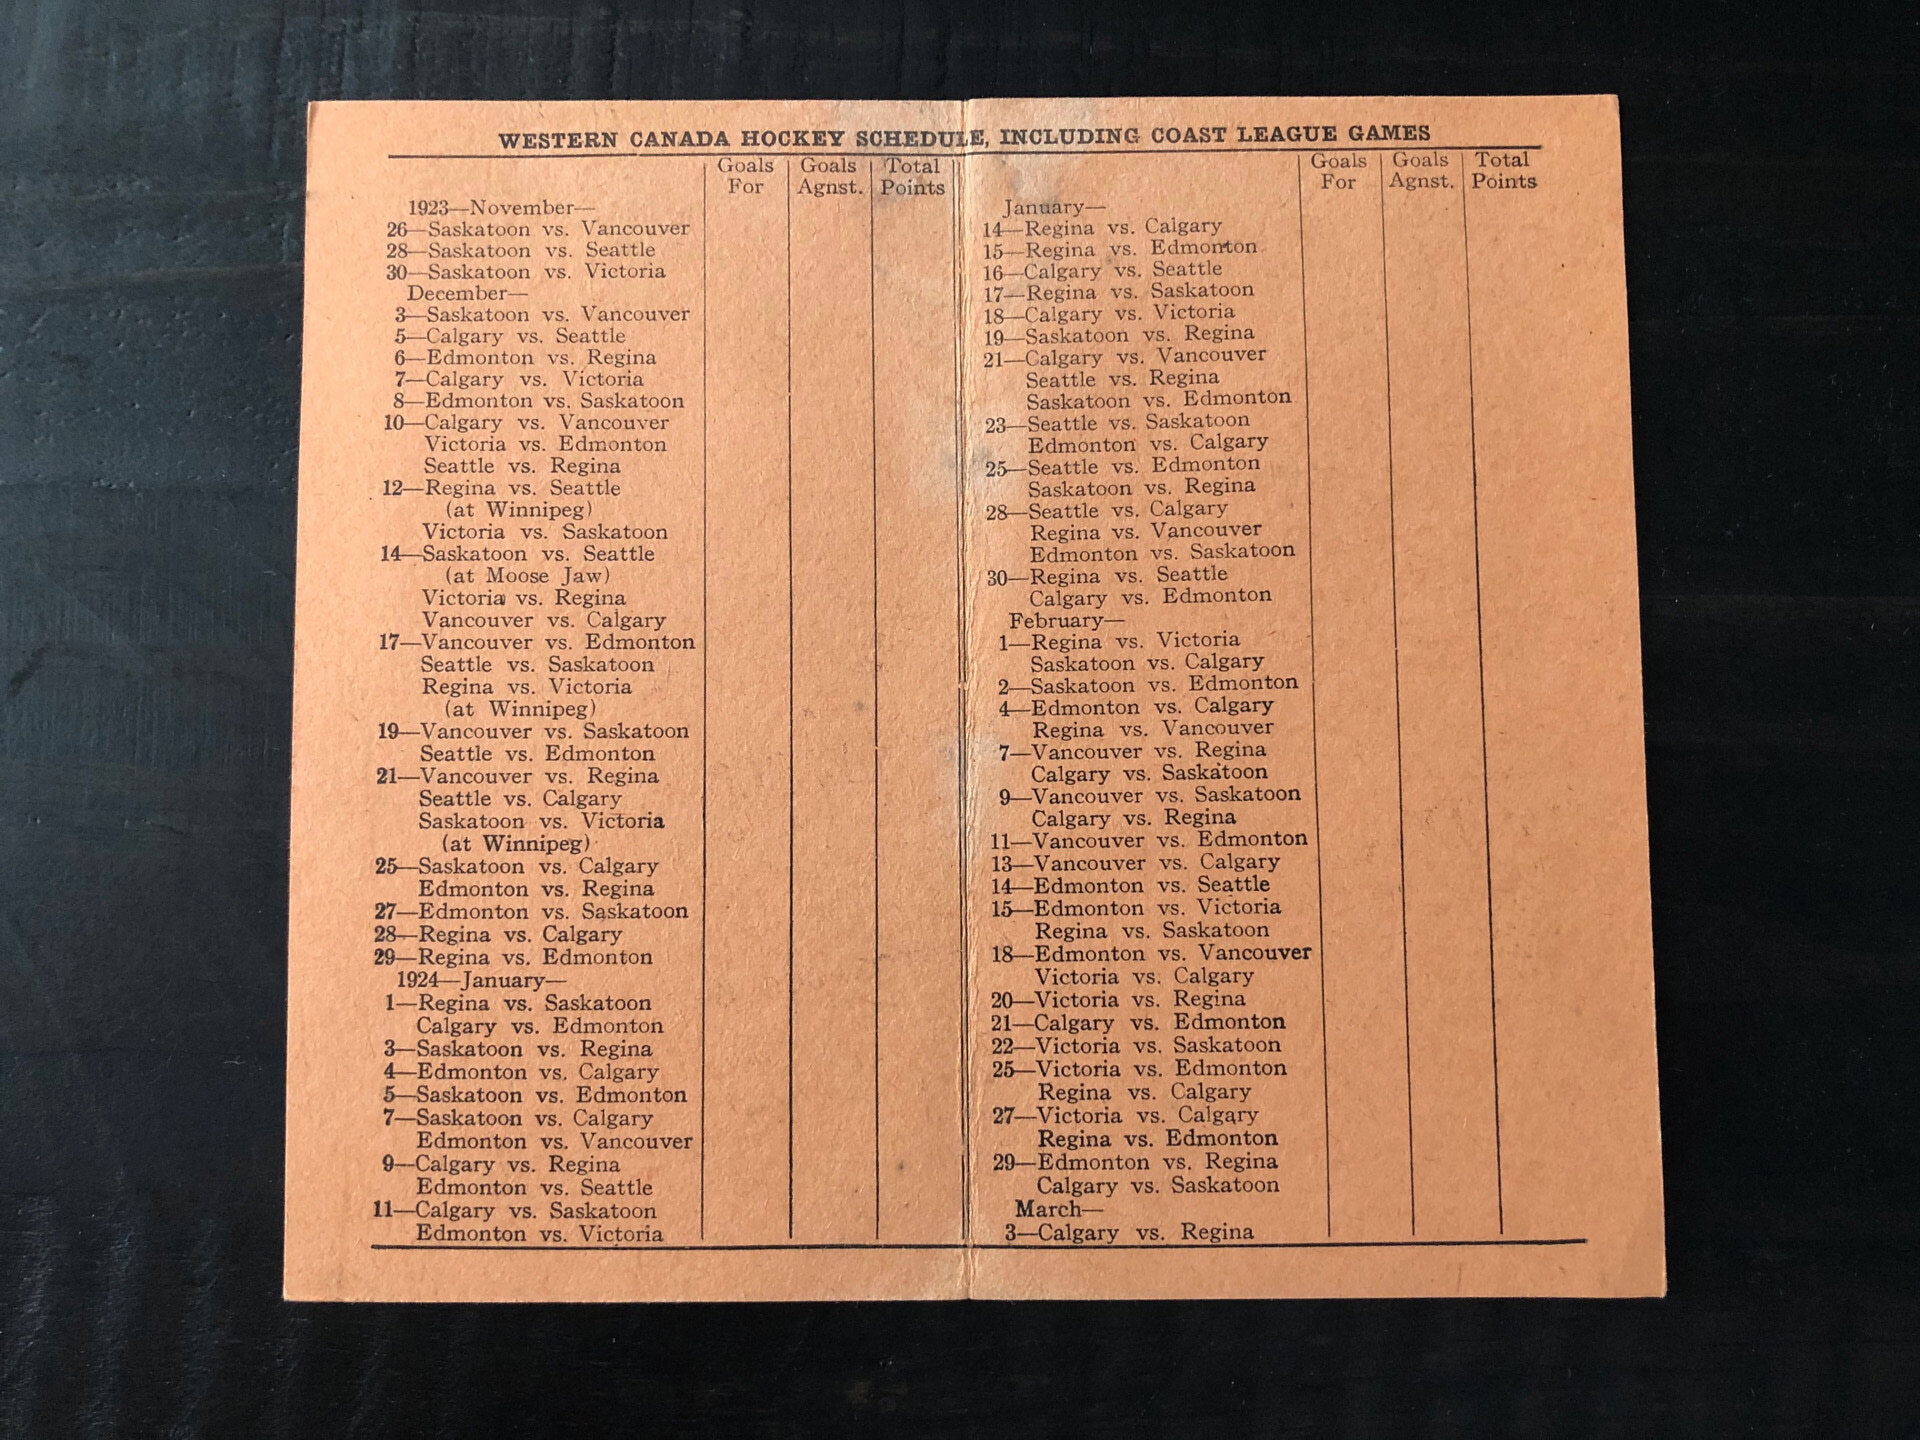 WESTERN CANADA HOCKEY SCHEDULE, INCLUDING COAST LEAGUE GAMES
Goals For Goals Agnst. Total Points
1923—November—
26—Saskatoon vs. Vancouver
28—Saskatoon vs. Seattle
30—Saskatoon vs. Victoria
December—
3—Saskatoon vs. Vancouver
5—Calgary vs. Seattle
6—Edmonton vs. Regina
7—Calgary vs. Victoria
8—Edmonton vs. Saskatoon
10—Calgary vs. Vancouver
Victoria vs. Edmonton
Seattle vs. Regina
12—Regina vs. Seattle
(at Winnipeg)
Victoria vs. Saskatoon
14—Saskatoon vs. Seattle
(at Moose Jaw)
Victoria vs. Regina
Vancouver vs. Calgary
17—Vancouver vs. Edmonton
Seattle vs. Saskatoon
Regina vs. Victoria
(at Winnipeg)
19—Vancouver vs. Saskatoon
Seattle vs. Edmonton
21—Vancouver vs. Regina
Seattle vs. Calgary
Saskatoon vs. Victoria
(at Winnipeg)
25—Saskatoon vs. Calgary
Edmonton vs. Regina
27—Edmonton vs. Saskatoon
28—Regina vs. Calgary
29—Regina vs. Edmonton
1924—January—
1—Regina vs. Saskatoon
Calgary vs. Edmonton
3—Saskatoon vs. Regina
4—Edmonton vs. Calgary
5—Saskatoon vs. Edmonton
7—Saskatoon vs. Calgary
Edmonton vs. Vancouver
9—Calgary vs. Regina
Edmonton vs. Seattle
11—Calgary vs. Saskatoon
Edmonton vs. Victoria
Goals For Goals Agnst. Total Points
January—
14—Regina vs. Calgary
15—Regina vs. Edmonton
16—Calgary vs. Seattle
17—Regina vs. Saskatoon
18—Calgary vs. Victoria
19—Saskatoon vs. Regina
21—Calgary vs. Vancouver
Seattle vs. Regina
Saskatoon vs. Edmonton
23—Seattle vs. Saskatoon
Edmonton vs. Calgary
25—Seattle vs. Edmonton
Saskatoon vs. Regina
28—Seattle vs. Calgary
Regina vs. Vancouver
Edmonton vs. Saskatoon
30—Regina vs. Seattle
Calgary vs. Edmonton
February—
1—Regina vs. Victoria
Saskatoon vs. Calgary
2—Saskatoon vs. Edmonton
4—Edmonton vs. Calgary
Regina vs. Vancouver
7—Vancouver vs. Regina
Calgary vs. Saskatoon
9—Vancouver vs. Saskatoon
Calgary vs. Regina
11—Vancouver vs. Edmonton
13—Vancouver vs. Calgary
14—Edmonton vs. Seattle
15—Edmonton vs. Victoria
Regina vs. Saskatoon
18—Edmonton vs. Vancouver
Victoria vs. Calgary
20—Victoria vs. Regina
21—Calgary vs. Edmonton
22—Victoria vs. Saskatoon
25—Victoria vs. Edmonton
Regina vs. Calgary
27—Victoria vs. Calgary
Regina vs. Edmonton
29—Edmonton vs. Regina
Calgary vs. Saskatoon
March—
3—Calgary vs. Regina